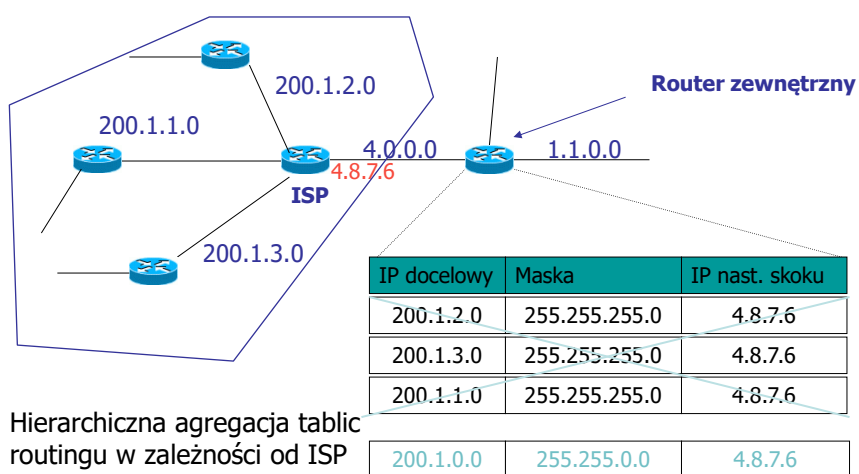 200.1.2.0
Router zewnętrzny
200.1.1.0
4.0.0.0
1.1.0.0
4.8.7.6
ISP
200.1.3.0
IP docelowy Maska IP nast. skoku
200.1.2.0 255.255.255.0 4.8.7.6
200.1.3.0 255.255.255.0 4.8.7.6
200.1.1.0 255.255.255.0 4.8.7.6
Hierarchiczna agregacja tablic
routingu w zależności od ISP
200.1.0.0 255.255.0.0 4.8.7.6